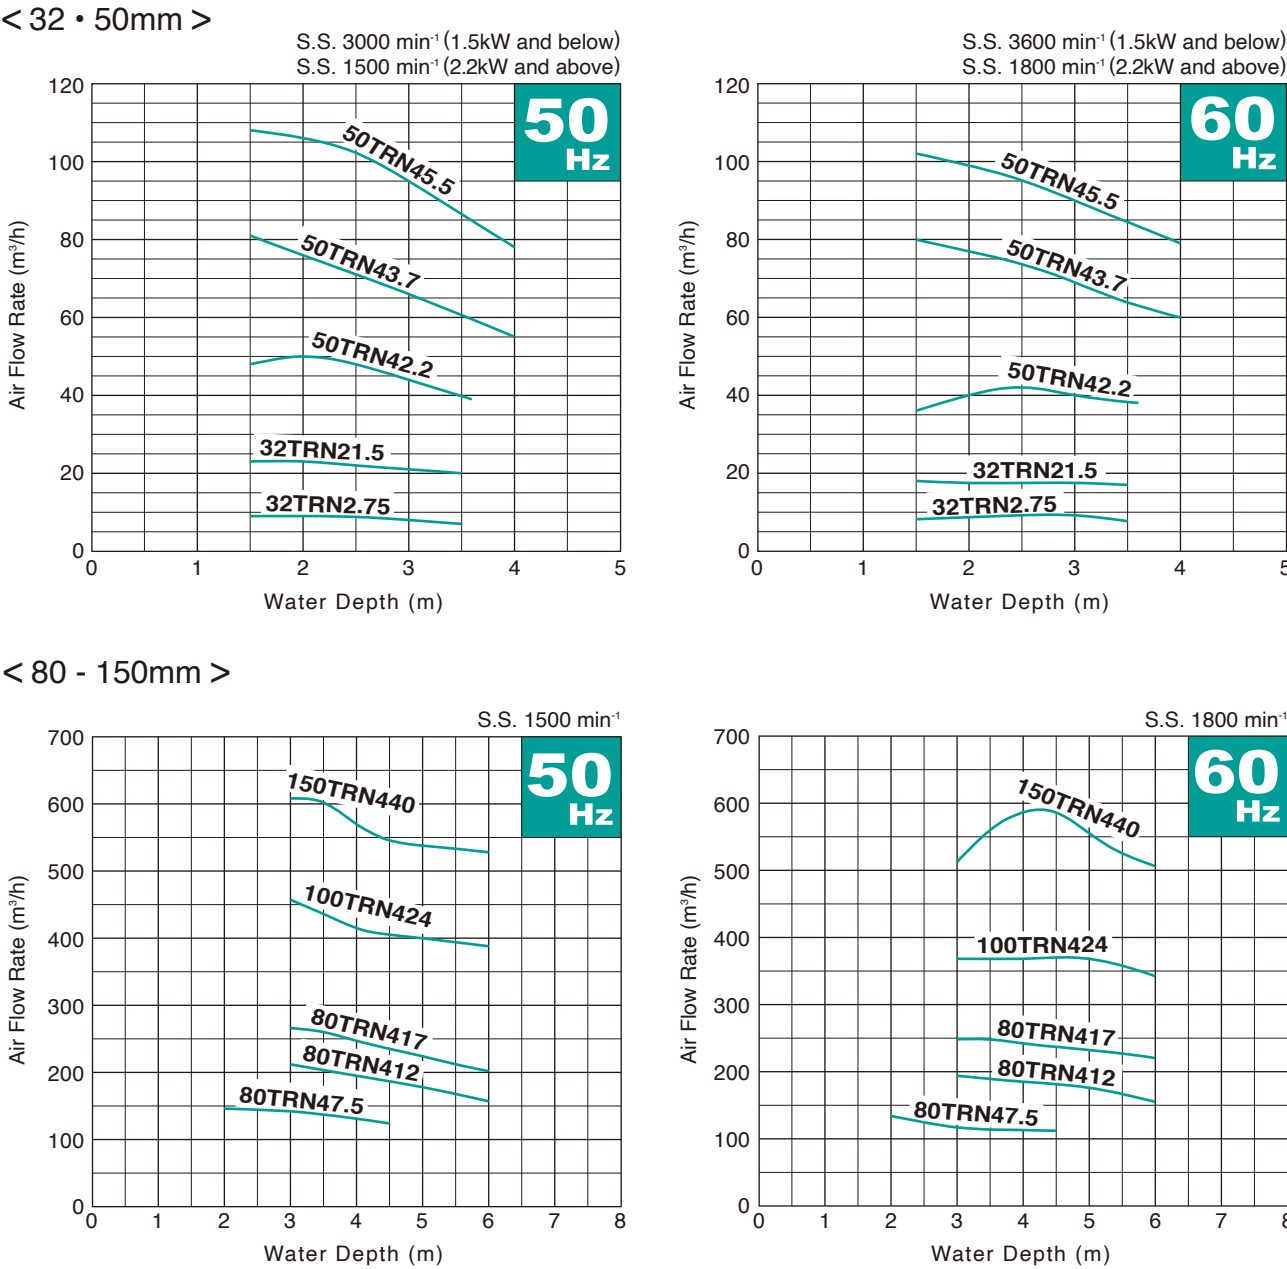 < 32・50mm >
S.S. 3000 min⁻¹ (1.5kW and below)
S.S. 1500 min⁻¹ (2.2kW and above)
120
100
80
60
40
20
0
Air Flow Rate (m³/h)
50
Hz
50TRN45.5
50TRN43.7
50TRN42.2
32TRN21.5
32TRN2.75
0 1 2 3 4 5
Water Depth (m)
S.S. 3600 min⁻¹ (1.5kW and below)
S.S. 1800 min⁻¹ (2.2kW and above)
120
100
80
60
40
20
0
Air Flow Rate (m³/h)
60
Hz
50TRN45.5
50TRN43.7
50TRN42.2
32TRN21.5
32TRN2.75
0 1 2 3 4 5
Water Depth (m)
< 80 - 150mm >
S.S. 1500 min⁻¹
700
600
500
400
300
200
100
0
Air Flow Rate (m³/h)
50
Hz
150TRN440
100TRN424
80TRN417
80TRN412
80TRN47.5
0 1 2 3 4 5 6 7 8
Water Depth (m)
S.S. 1800 min⁻¹
700
600
500
400
300
200
100
0
Air Flow Rate (m³/h)
60
Hz
150TRN440
100TRN424
80TRN417
80TRN412
80TRN47.5
0 1 2 3 4 5 6 7 8
Water Depth (m)